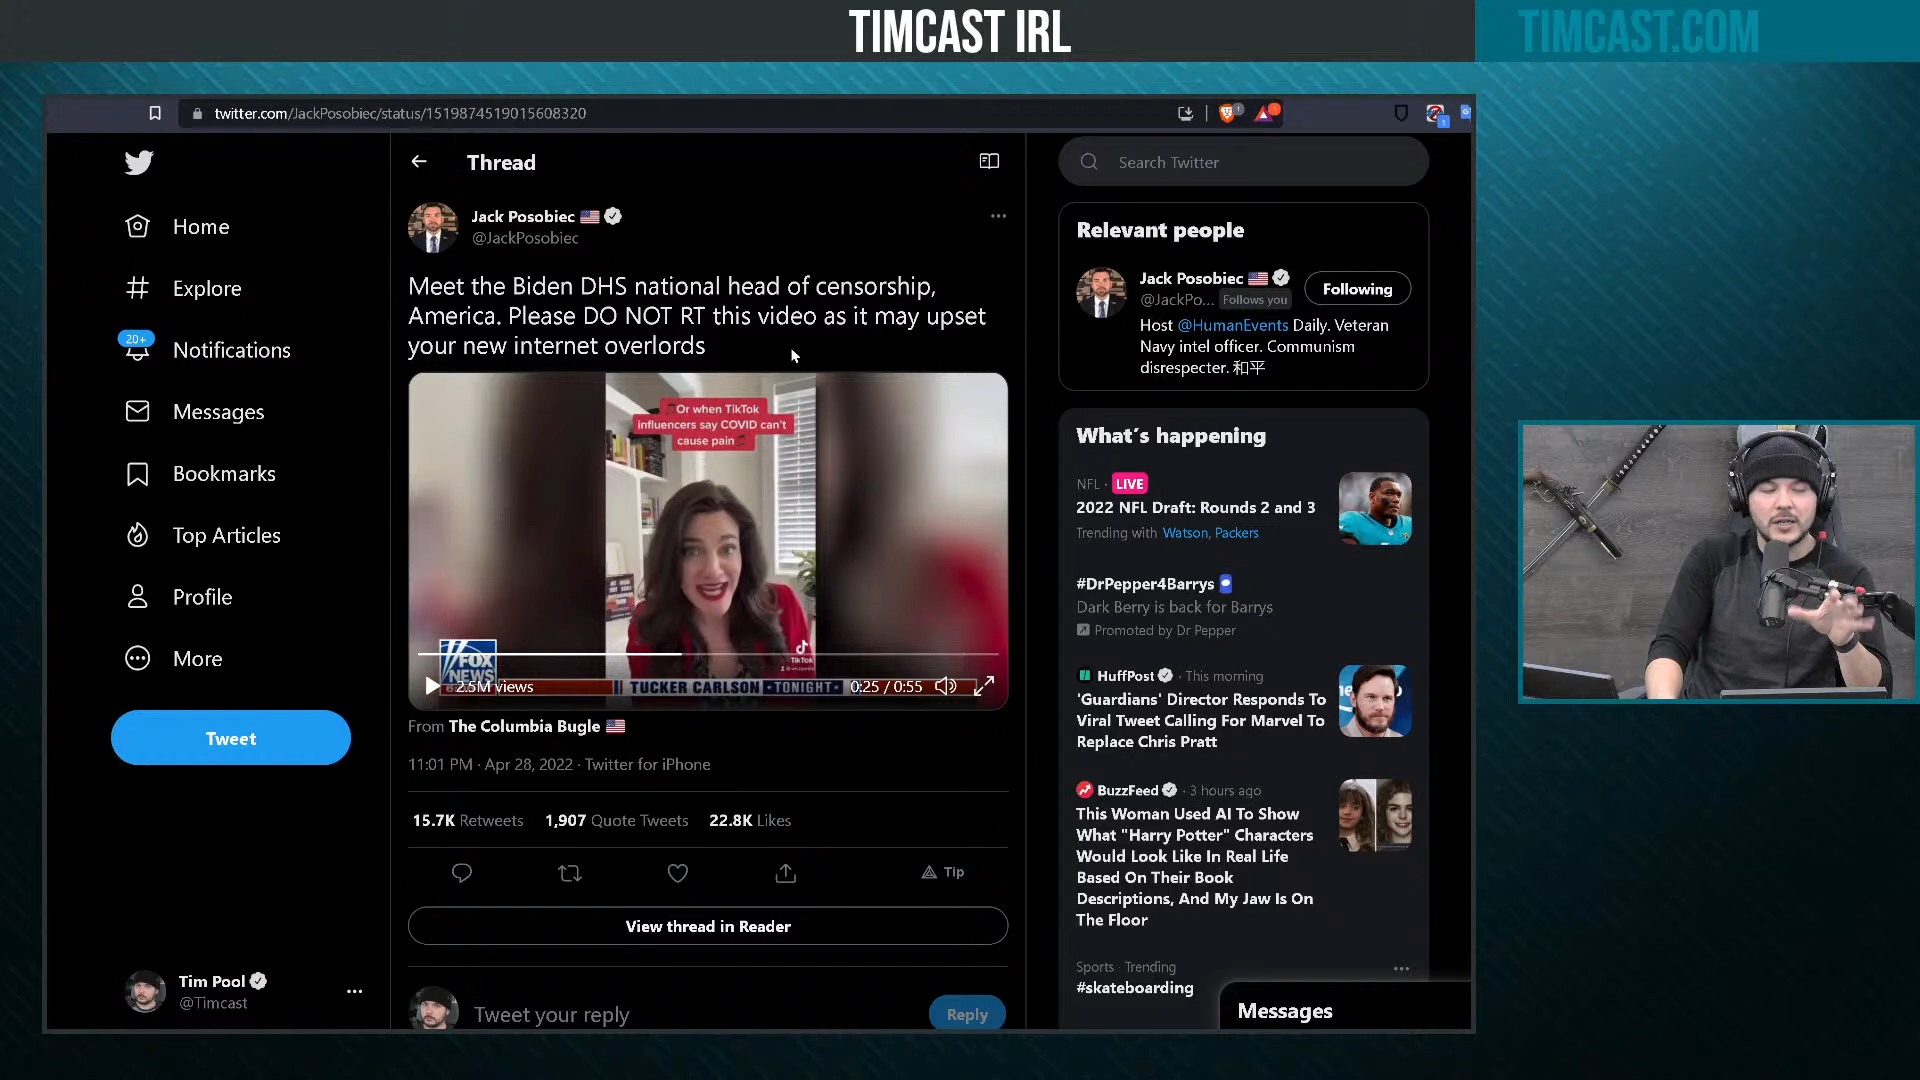 TIMCAST IRL
TIMCAST.COM
twitter.com/JackPosobiec/status/1519874519015608320
Home
Explore
20+
Notifications
Messages
Bookmarks
Top Articles
Profile
More
Tweet
Tim Pool
@Timcast
Thread
Jack Posobiec
@JackPosobiec
Meet the Biden DHS national head of censorship,
America. Please DO NOT RT this video as it may upset
your new internet overlords
Or when TikTok
influencers say COVID can't
cause pain
TikTok
FOX
NEWS
2.5M views
TUCKER CARLSON • TONIGHT •
0:25 / 0:55
From The Columbia Bugle
11:01 PM · Apr 28, 2022 · Twitter for iPhone
15.7K Retweets 1,907 Quote Tweets 22.8K Likes
Tip
View thread in Reader
Tweet your reply
Reply
Search Twitter
Relevant people
Jack Posobiec
@JackPo... Follows you
Following
Host @HumanEvents Daily. Veteran
Navy intel officer. Communism
disrespecter. 和平
What's happening
NFL · LIVE
2022 NFL Draft: Rounds 2 and 3
Trending with Watson, Packers
#DrPepper4Barrys
Dark Berry is back for Barrys
Promoted by Dr Pepper
HuffPost · This morning
'Guardians' Director Responds To
Viral Tweet Calling For Marvel To
Replace Chris Pratt
BuzzFeed · 3 hours ago
This Woman Used AI To Show
What "Harry Potter" Characters
Would Look Like In Real Life
Based On Their Book
Descriptions, And My Jaw Is On
The Floor
Sports · Trending
#skateboarding
Messages